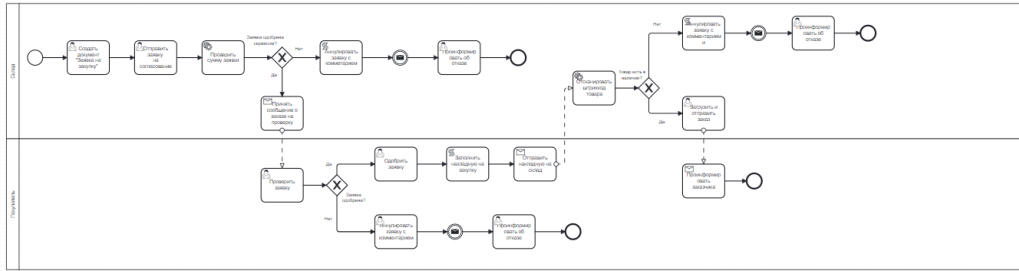 Склад
Создать
документ
"Заявка на
закупку"
Отправить
заявку
на
согласование
Проверить
сумму заявки
Заявка одобрена
сервисом?
Нет
Да
Аннулировать
заявку с
комментарием
Проинформир
овать об
отказе
Принять
сообщение о
заказе на
проверку
Отсканировать
штрихкод
товара
Товар есть в
наличии?
Нет
Да
Аннулировать
заявку с
комментарием
и
Проинформир
овать об
отказе
Загрузить и
отправить
заказ
Покупатель
Проверить
заявку
Заявка
одобрена?
Да
Нет
Одобрить
заявку
Заполнить
накладную на
закупку
Отправить
накладную на
склад
Аннулировать
заявку с
комментарием
Проинформир
овать об
отказе
Проинформир
овать
заказчика